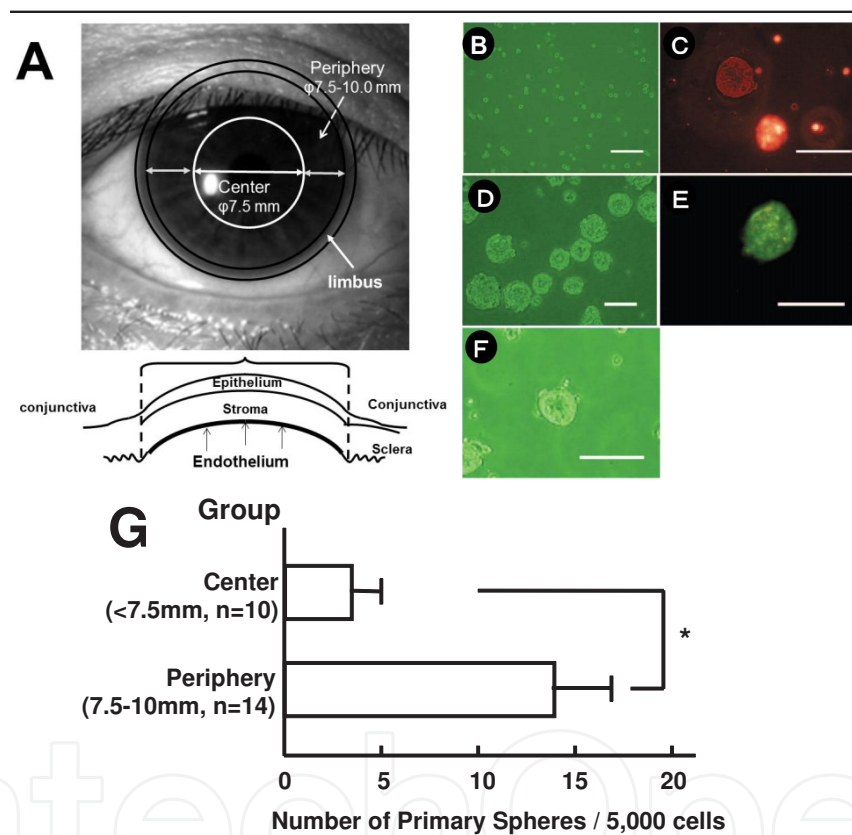 A
Periphery
φ7.5-10.0 mm
Center
φ7.5 mm
limbus
Epithelium
conjunctiva
Conjunctiva
Stroma
Sclera
Endothelium
B
C
D
E
F
G
Group
Center
(<7.5mm, n=10)
*
Periphery
(7.5-10mm, n=14)
0
5
10
15
20
Number of Primary Spheres / 5,000 cells